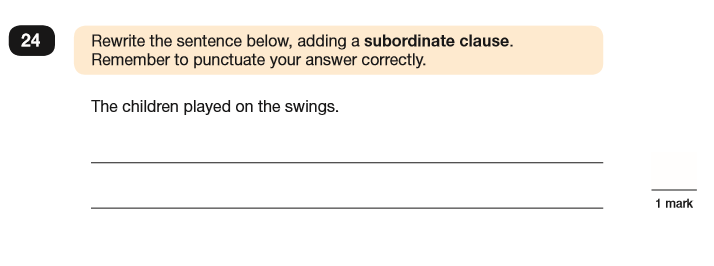 24
Rewrite the sentence below, adding a subordinate clause.
Remember to punctuate your answer correctly.
The children played on the swings.
1 mark